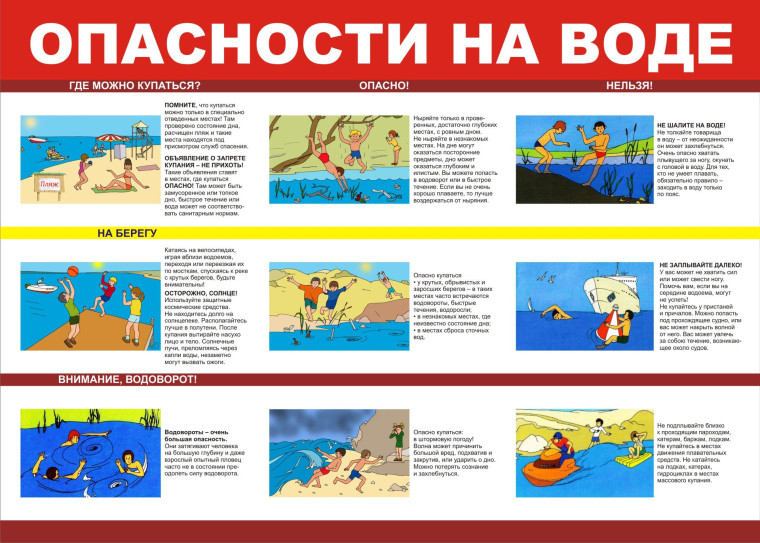 ОПАСНОСТИ НА ВОДЕ
ГДЕ МОЖНО КУПАТЬСЯ?
ОПАСНО!
НЕЛЬЗЯ!
Пляж
ПОМНИТЕ, что купаться
можно только в специально
отведенных местах! Там
проверено состояние дна,
расчищен пляж и такие
места находятся под
присмотром служб спасения.
ОБЪЯВЛЕНИЕ О ЗАПРЕТЕ
КУПАНИЯ – НЕ ПРИХОТЬ!
Такие объявления ставят
в местах, где купаться
ОПАСНО! Там может быть
замусоренное или топкое
дно, быстрое течение или
вода может не соответство-
вать санитарным нормам.
Ныряйте только в прове-
ренных, достаточно глубоких
местах, с ровным дном.
Не ныряйте в незнакомых
местах. На дну могут
оказаться посторонние
предметы, дно может
оказаться глубоким и
илистым. Вы можете попасть
в водоворот или в быстрое
течение. Если вы не очень
хорошо плаваете, то лучше
воздержаться от ныряния.
НЕ ШАЛИТЕ НА ВОДЕ!
Не толкайте товарища
в воду – от неожиданности
он может захлебнуться.
Очень опасно хватать
плывущего за ногу, окунать
с головой в воду. Для тех,
кто не умеет плавать,
обязательно правило –
заходить в воду только
по пояс.
НА БЕРЕГУ
Катаясь на велосипедах,
играя вблизи водоемов,
переходя или переезжая их
по мосткам, спускаясь к реке
с крутых берегов, будьте
внимательны!
ОСТОРОЖНО, СОЛНЦЕ!
Используйте защитные
космические средства.
Не находитесь долго на
солнцепеке. Располагайтесь
лучше в полутени. После
купания вытирайте насухо
лицо и тело. Солнечные
лучи, преломляясь через
капли воды, незаметно
могут вызвать ожоги.
Опасно купаться
• у крутых, обрывистых и
заросших берегов – в таких
местах часто встречаются
водовороты, быстрые
течения, водоросли;
• в незнакомых местах, где
неизвестно состояние дна;
• в местах сброса сточных
вод.
НЕ ЗАПЛЫВАЙТЕ ДАЛЕКО!
У вас может не хватить сил
или может свести ногу.
Помочь вам, если вы на
середине водоема, могут
не успеть!
Не купайтесь у пристаней
и причалов. Можно попасть
под проходящее судно, или
вас может накрыть волной
от него. Вас может увлечь
за собою течение, возникаю-
щее около судов.
ВНИМАНИЕ, ВОДОВОРОТ!
Водовороты – очень
большая опасность.
Они затягивают человека
на большую глубину и даже
взрослый опытный пловец
часто не в состоянии пре-
одолеть силу водоворота.
Опасно купаться:
в штормовую погоду!
Волна может причинить
большой вред, подхватив и
закрутив, или ударить о дно.
Можно потерять сознание
и захлебнуться.
Не подплывайте близко
к проходящим пароходам,
катерам, баржам, лодкам.
Не купайтесь в местах
движения плавательных
средств. Не катайтесь
на лодках, катерах,
гидроциклах в местах
массового купания.